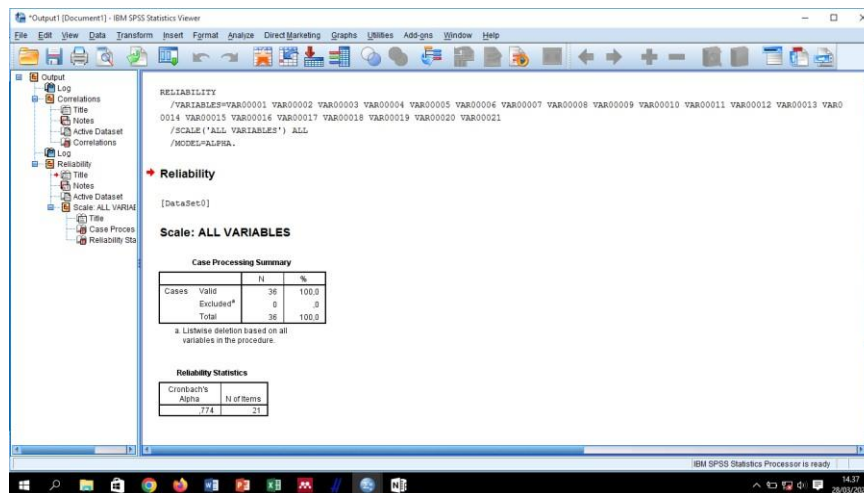 *Output1 [Document1] - IBM SPSS Statistics Viewer
File Edit View Data Transform Insert Format Analyze Direct Marketing Graphs Utilities Add-ons Window Help
Output
Log
Correlations
Title
Notes
Active Dataset
Correlations
Log
Reliability
Title
Notes
Active Dataset
Scale: ALL VARIAE
Title
Case Proces
Reliability Sta
RELIABILITY
/VARIABLES=VAR00001 VAR00002 VAR00003 VAR00004 VAR00005 VAR00006 VAR00007 VAR00008 VAR00009 VAR00010 VAR00011 VAR00012 VAR00013 VAR0
0014 VAR00015 VAR00016 VAR00017 VAR00018 VAR00019 VAR00020 VAR00021
/SCALE('ALL VARIABLES') ALL
/MODEL=ALPHA.
Reliability
[DataSet0]
Scale: ALL VARIABLES
Case Processing Summary
N %
Cases Valid 36 100,0
Excludedª 0 ,0
Total 36 100,0
a. Listwise deletion based on all
variables in the procedure.
Reliability Statistics
Cronbach's
Alpha N of Items
,774 21
IBM SPSS Statistics Processor is ready
14.37